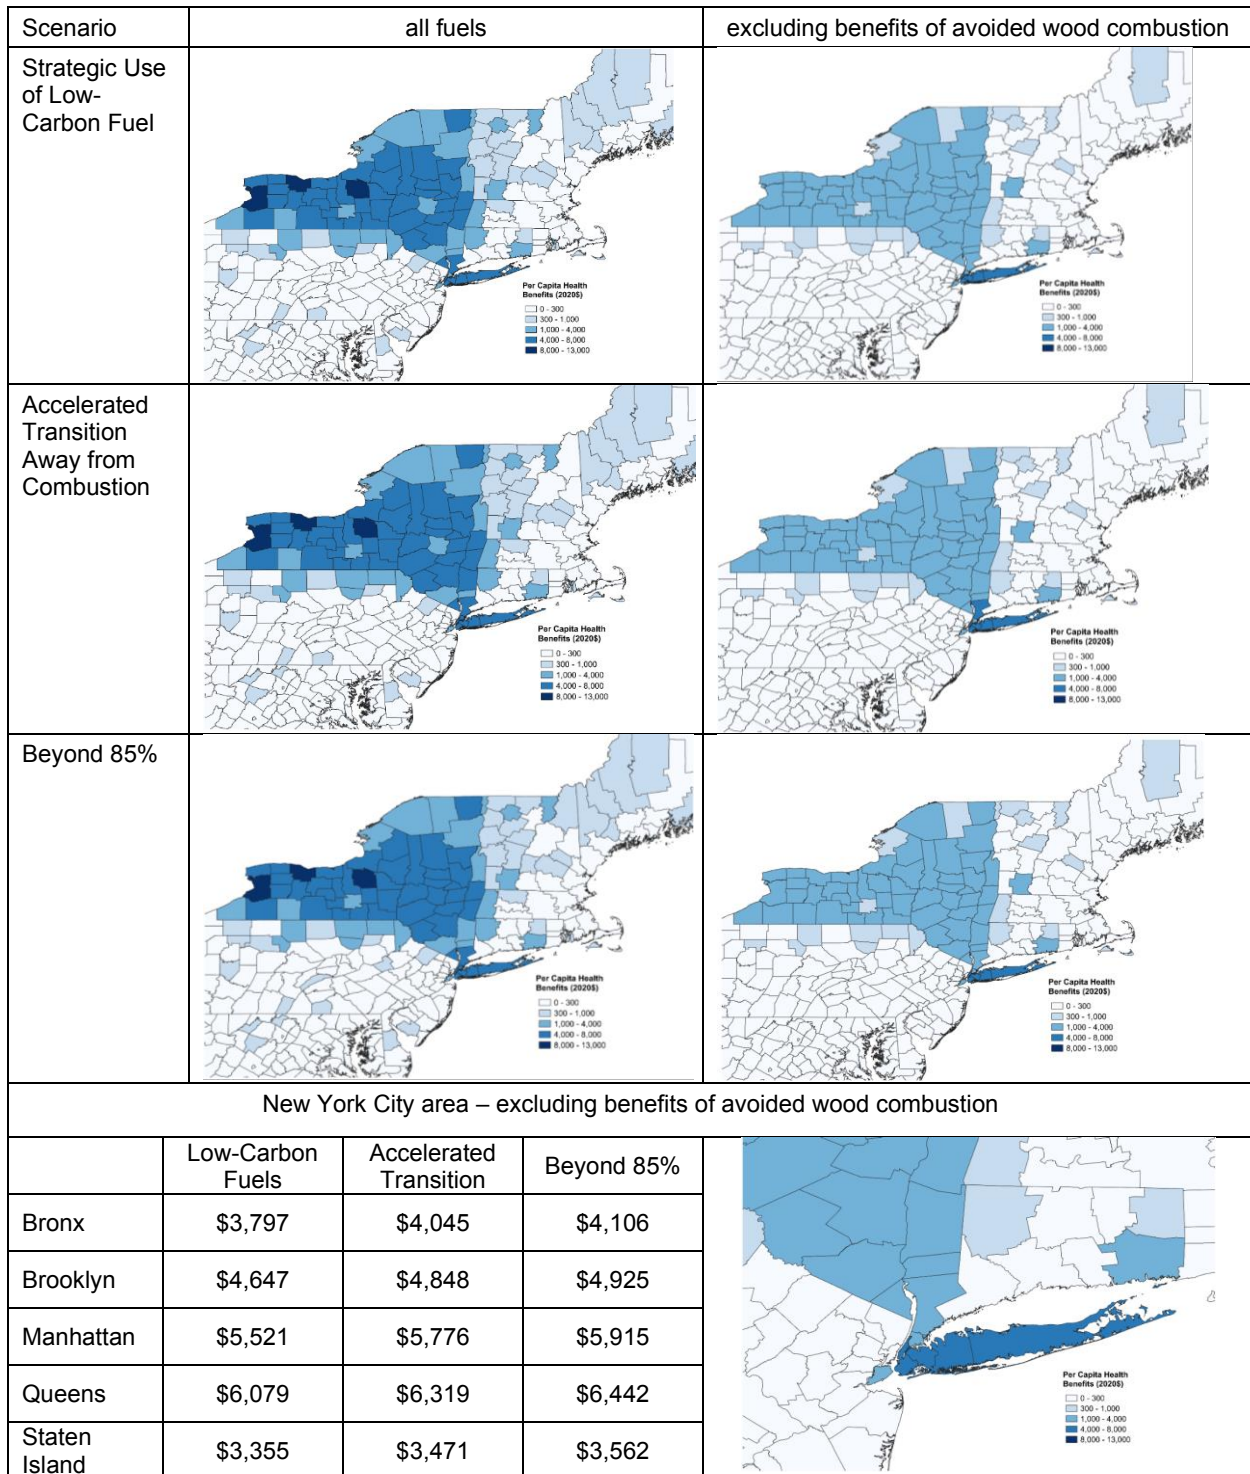 Scenario
all fuels
excluding benefits of avoided wood combustion
Strategic Use
of Low-
Carbon Fuel
Per Capita Health
Benefits (2020$)
0 - 300
300 - 1,000
1,000 - 4,000
4,000 - 8,000
8,000 - 13,000
Per Capita Health
Benefits (2020$)
0 - 300
300 - 1,000
1,000 - 4,000
4,000 - 8,000
8,000 - 13,000
Accelerated
Transition
Away from
Combustion
Per Capita Health
Benefits (2020$)
0 - 300
300 - 1,000
1,000 - 4,000
4,000 - 8,000
8,000 - 13,000
Per Capita Health
Benefits (2020$)
0 - 300
300 - 1,000
1,000 - 4,000
4,000 - 8,000
8,000 - 13,000
Beyond 85%
Per Capita Health
Benefits (2020$)
0 - 300
300 - 1,000
1,000 - 4,000
4,000 - 8,000
8,000 - 13,000
Per Capita Health
Benefits (2020$)
0 - 300
300 - 1,000
1,000 - 4,000
4,000 - 8,000
8,000 - 13,000
New York City area – excluding benefits of avoided wood combustion
Low-Carbon
Fuels
Accelerated
Transition
Beyond 85%
Bronx $3,797 $4,045 $4,106
Brooklyn $4,647 $4,848 $4,925
Manhattan $5,521 $5,776 $5,915
Queens $6,079 $6,319 $6,442
Staten
Island
$3,355 $3,471 $3,562
Per Capita Health
Benefits (2020$)
0 - 300
300 - 1,000
1,000 - 4,000
4,000 - 8,000
8,000 - 13,000